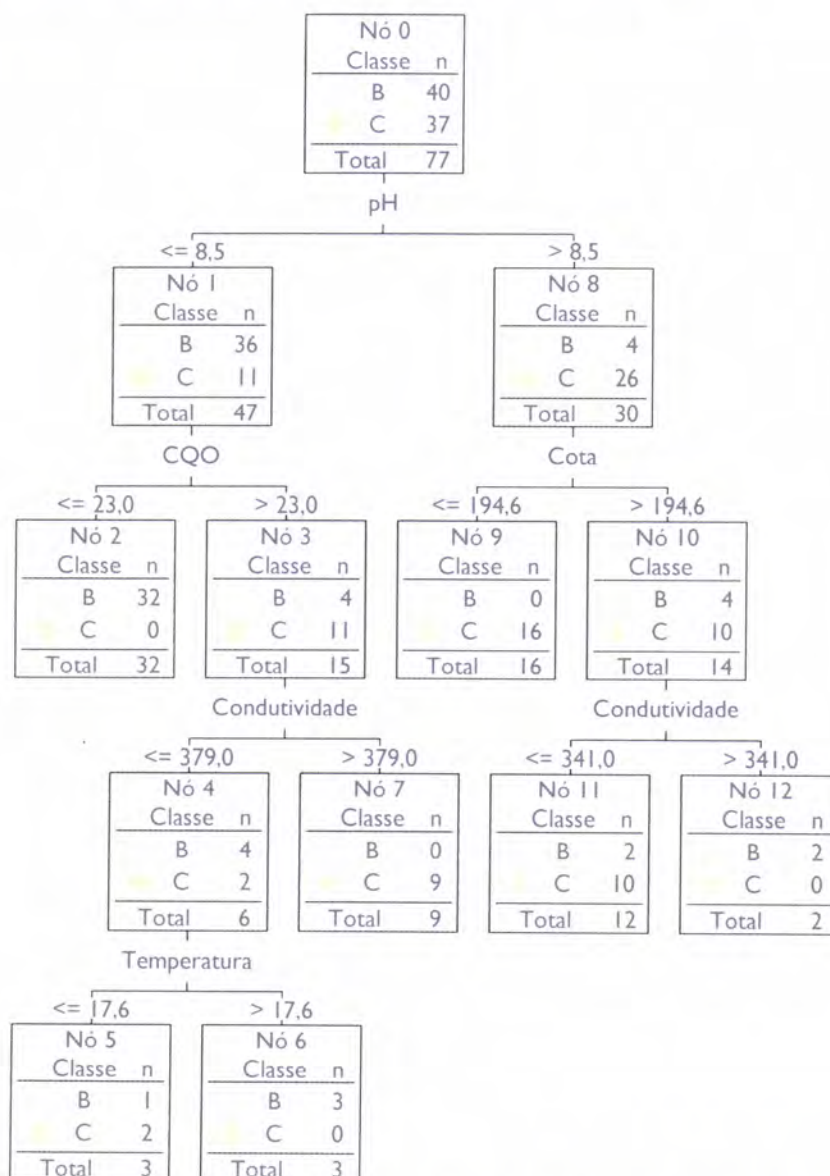 Nó 0
Classe n
B 40
C 37
Total 77
pH
<= 8,5 > 8,5
Nó 1
Classe n
B 36
C 11
Total 47
Nó 8
Classe n
B 4
C 26
Total 30
CQO Cota
<= 23,0 > 23,0 <= 194,6 > 194,6
Nó 2
Classe n
B 32
C 0
Total 32
Nó 3
Classe n
B 4
C 11
Total 15
Nó 9
Classe n
B 0
C 16
Total 16
Nó 10
Classe n
B 4
C 10
Total 14
Condutividade Condutividade
<= 379,0 > 379,0 <= 341,0 > 341,0
Nó 4
Classe n
B 4
C 2
Total 6
Nó 7
Classe n
B 0
C 9
Total 9
Nó 11
Classe n
B 2
C 10
Total 12
Nó 12
Classe n
B 2
C 0
Total 2
Temperatura
<= 17,6 > 17,6
Nó 5
Classe n
B 1
C 2
Total 3
Nó 6
Classe n
B 3
C 0
Total 3